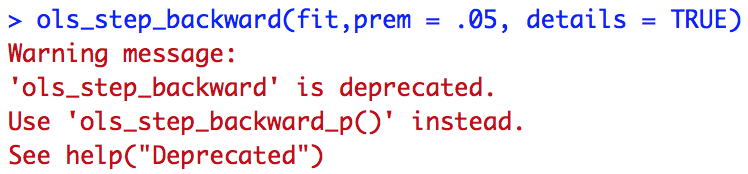 > ols_step_backward(fit,prem = .05, details = TRUE)
Warning message:
'ols_step_backward' is deprecated.
Use 'ols_step_backward_p()' instead.
See help("Deprecated")